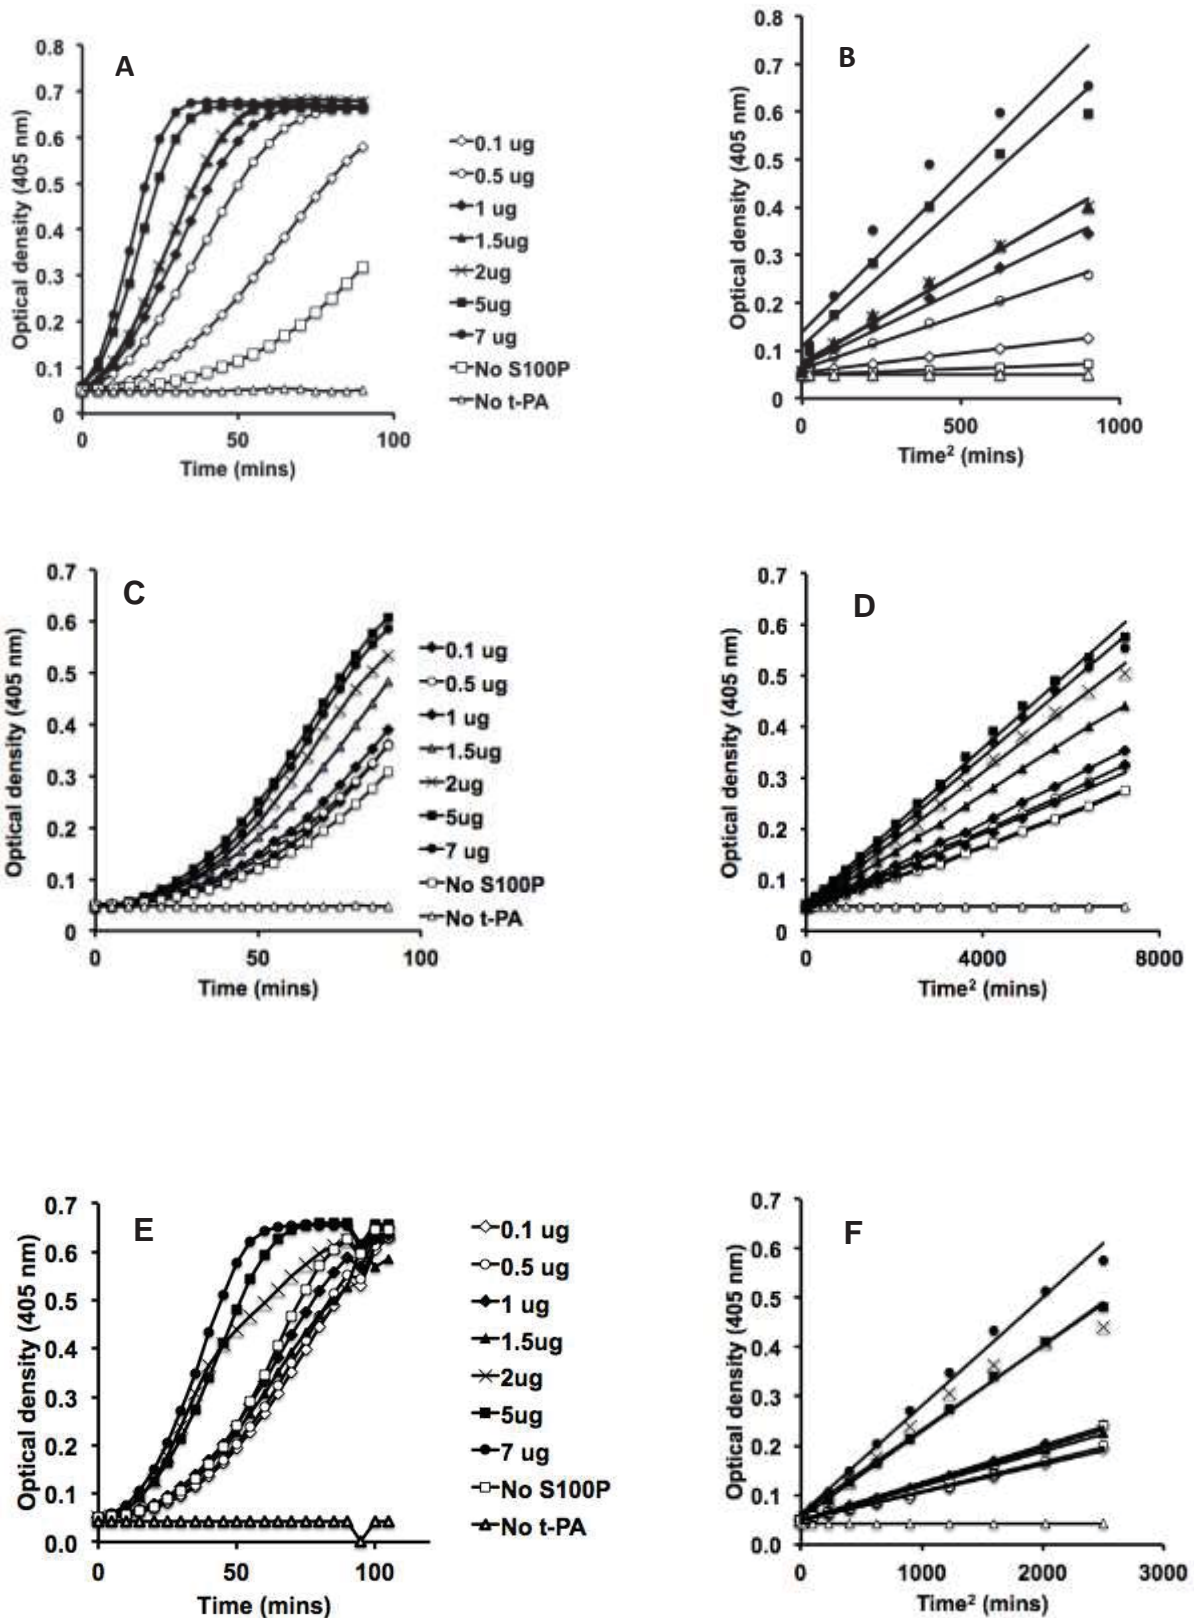 A
Optical density (405 nm)
0.8
0.7
0.6
0.5
0.4
0.3
0.2
0.1
0
0
50
100
Time (mins)
0.1 ug
0.5 ug
1 ug
1.5ug
2ug
5ug
7 ug
No S100P
No t-PA
B
Optical density (405 nm)
0.8
0.7
0.6
0.5
0.4
0.3
0.2
0.1
0
0
500
1000
Time² (mins)
C
Optical density (405 nm)
0.7
0.6
0.5
0.4
0.3
0.2
0.1
0
0
50
100
Time (mins)
0.1 ug
0.5 ug
1 ug
1.5ug
2ug
5ug
7 ug
No S100P
No t-PA
D
Optical density (405 nm)
0.7
0.6
0.5
0.4
0.3
0.2
0.1
0
0
4000
8000
Time² (mins)
E
Optical density (405 nm)
0.7
0.6
0.5
0.4
0.3
0.2
0.1
0.0
0
50
100
Time (mins)
0.1 ug
0.5 ug
1 ug
1.5ug
2ug
5ug
7 ug
No S100P
No t-PA
F
Optical density (405 nm)
0.7
0.6
0.5
0.4
0.3
0.2
0.1
0.0
0
1000
2000
3000
Time² (mins)